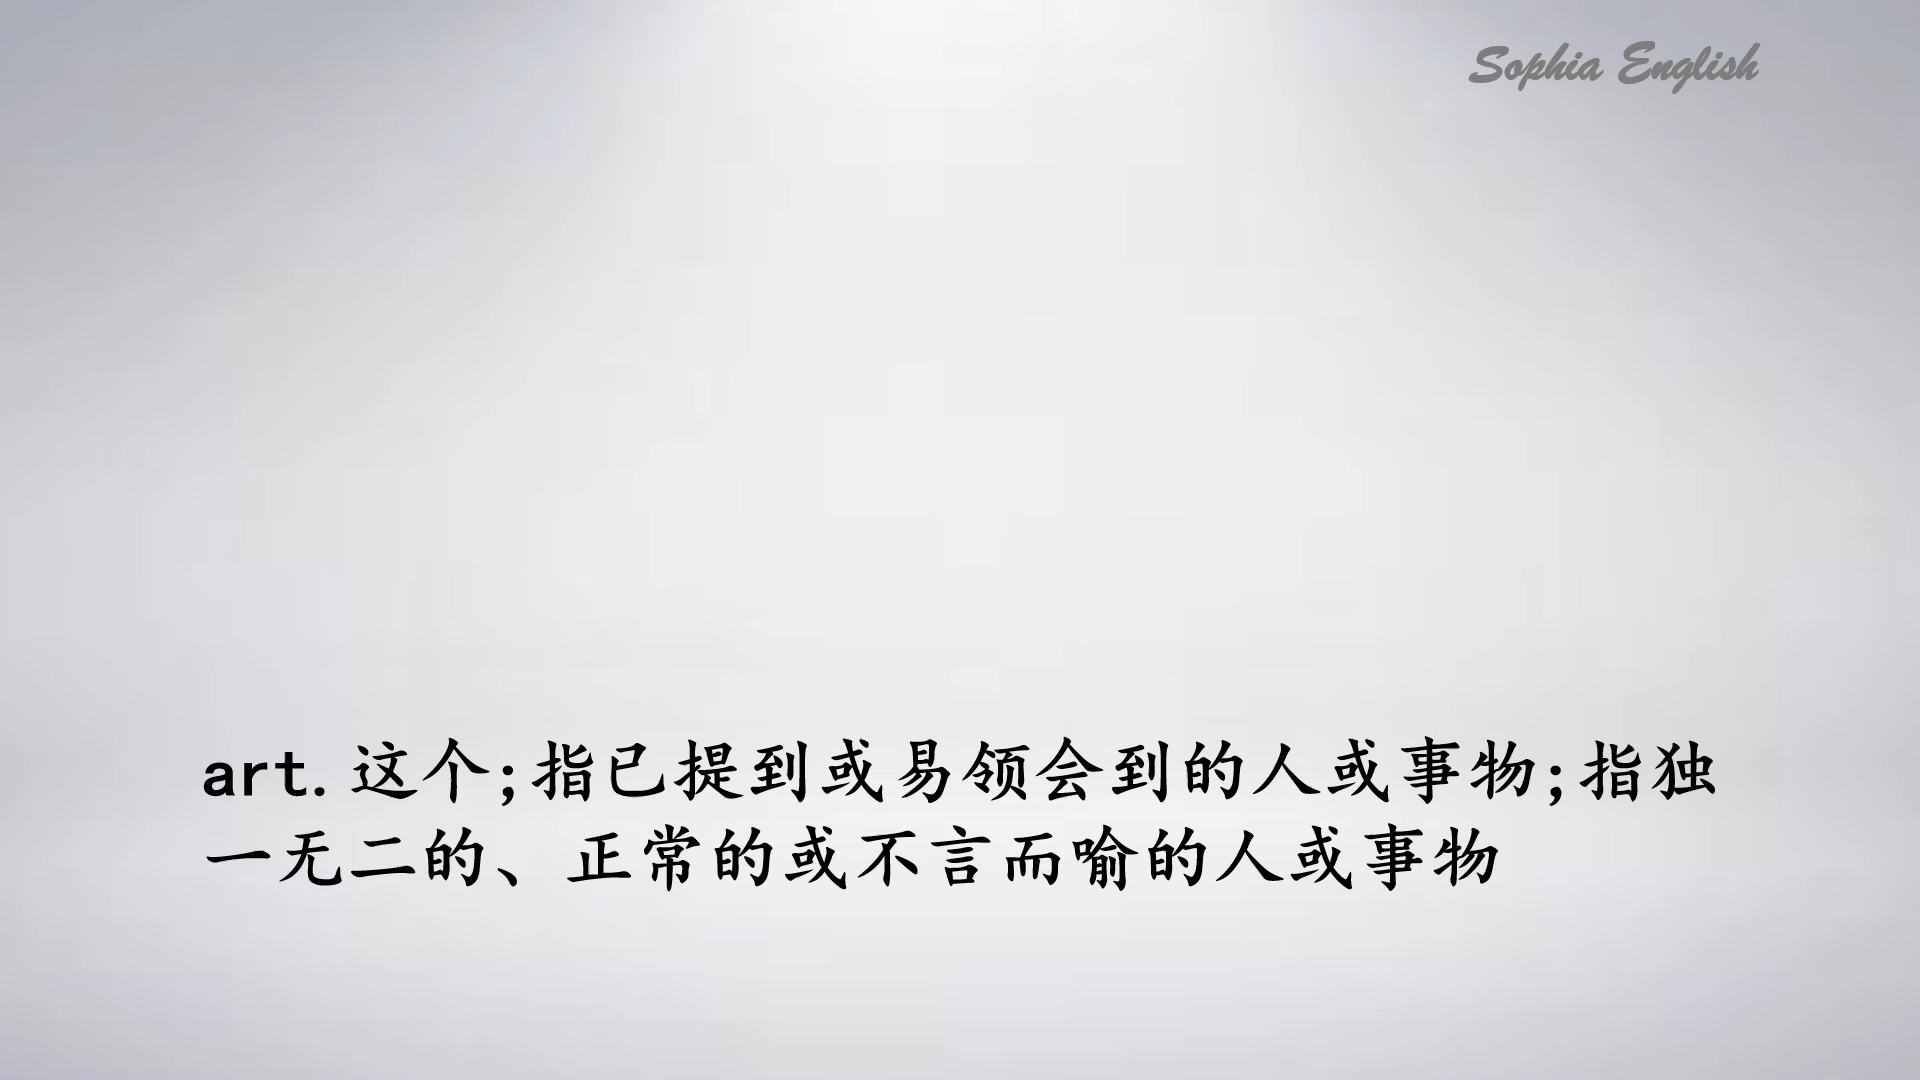 Sophia English
art.这个;指已提到或易领会到的人或事物;指独
一无二的、正常的或不言而喻的人或事物